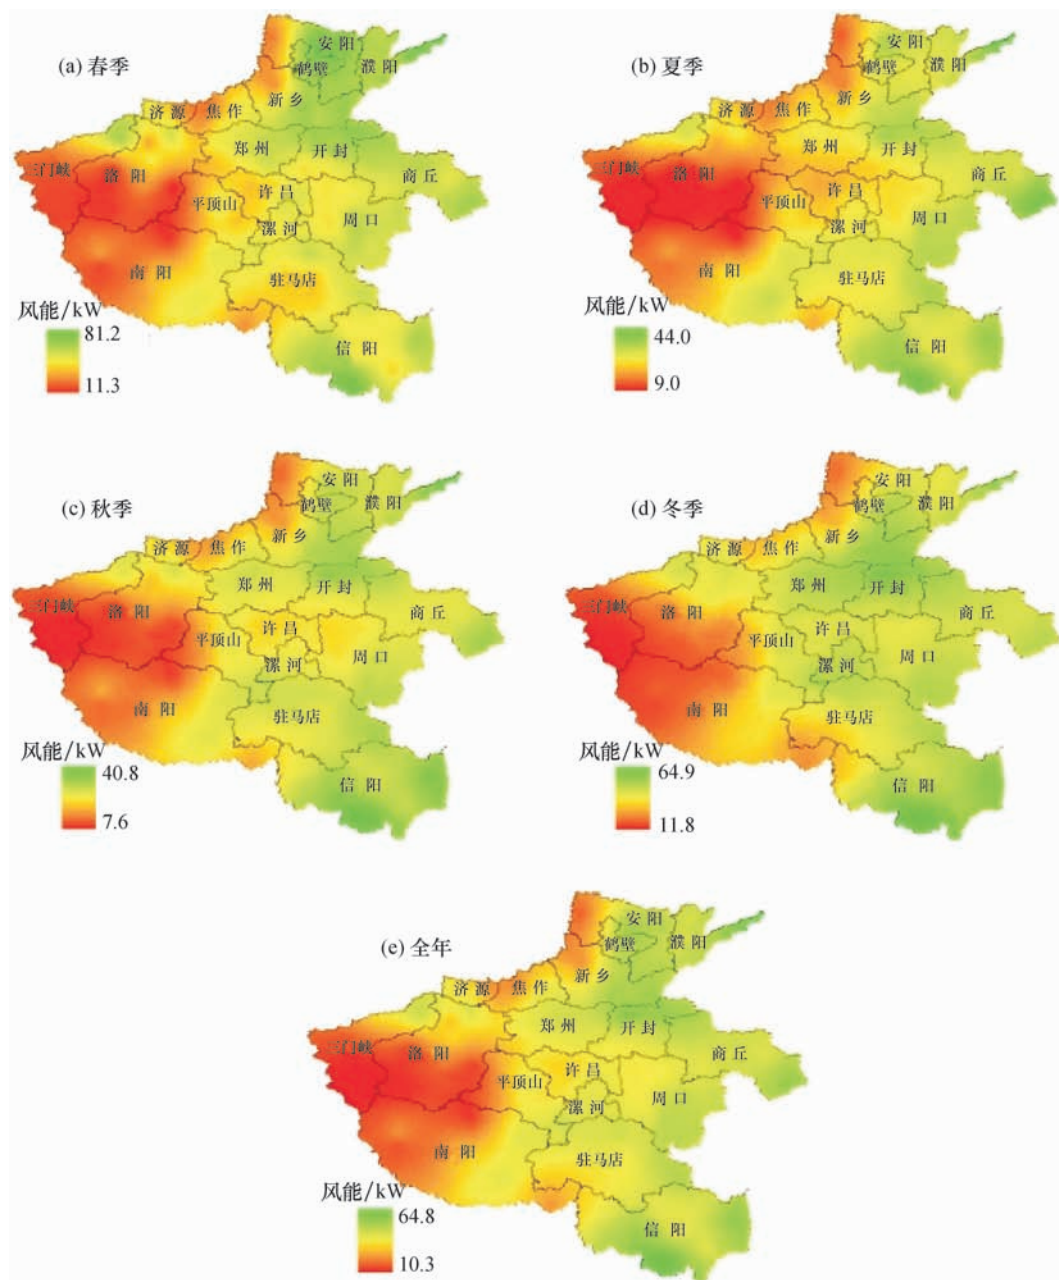 (a) 春季
安阳
鹤壁
濮阳
新乡
济源
焦作
三门峡
洛阳
郑州
开封
商丘
平顶山
许昌
漯河
周口
南阳
驻马店
信阳
风能/kW
81.2
11.3
(b) 夏季
安阳
鹤壁
濮阳
新乡
济源
焦作
三门峡
洛阳
郑州
开封
商丘
平顶山
许昌
漯河
周口
南阳
驻马店
信阳
风能/kW
44.0
9.0
(c) 秋季
安阳
鹤壁
濮阳
新乡
济源
焦作
三门峡
洛阳
郑州
开封
商丘
平顶山
许昌
漯河
周口
南阳
驻马店
信阳
风能/kW
40.8
7.6
(d) 冬季
安阳
鹤壁
濮阳
新乡
济源
焦作
三门峡
洛阳
郑州
开封
商丘
平顶山
许昌
漯河
周口
南阳
驻马店
信阳
风能/kW
64.9
11.8
(e) 全年
安阳
鹤壁
濮阳
新乡
济源
焦作
三门峡
洛阳
郑州
开封
商丘
平顶山
许昌
漯河
周口
南阳
驻马店
信阳
风能/kW
64.8
10.3